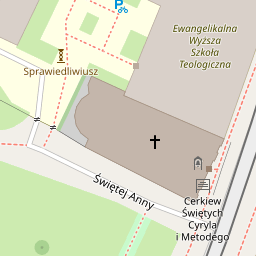 Ewangelikalna
Wyższa
Szkoła
Teologiczna
Sprawiedliwiusz
Świętej Anny
Cerkiew
Świętych
Cyryla
i Metodego